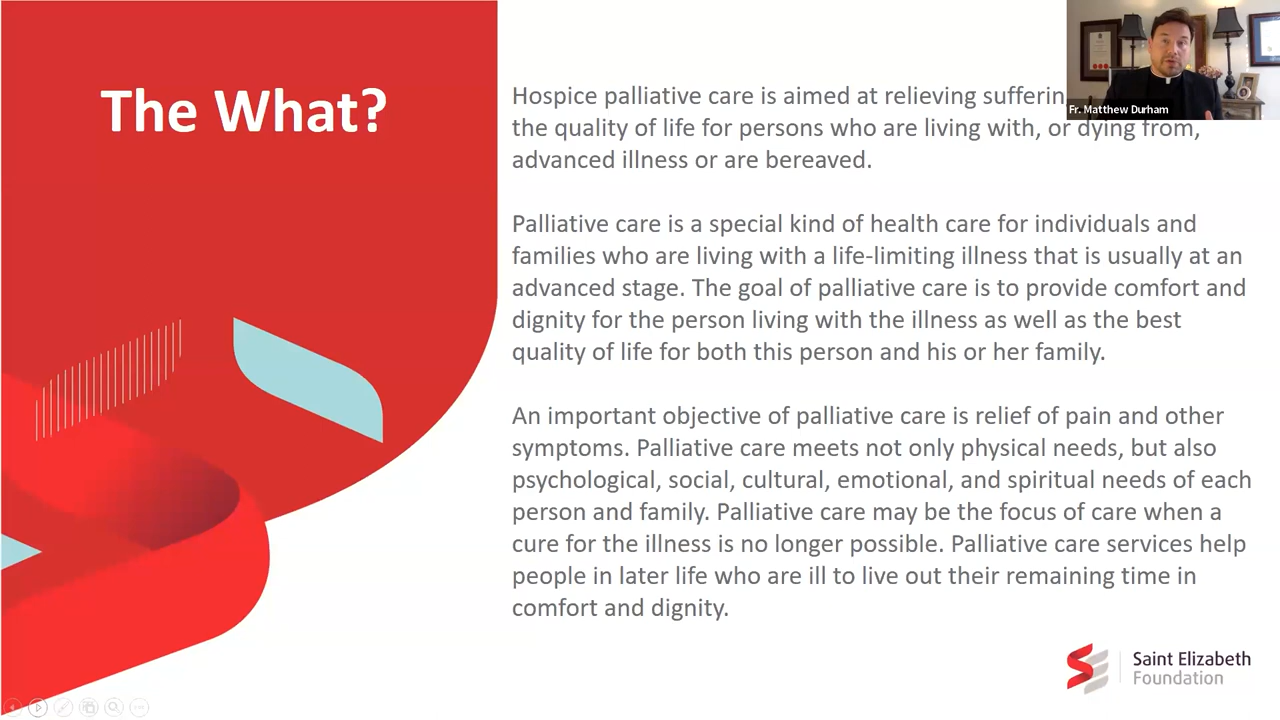 The What?
Hospice palliative care is aimed at relieving
the quality of life for persons who are living with, or dying from,
advanced illness or are bereaved.
Palliative care is a special kind of health care for individuals and
families who are living with a life-limiting illness that is usually at an
advanced stage. The goal of palliative care is to provide comfort and
dignity for the person living with the illness as well as the best
quality of life for both this person and his or her family.
An important objective of palliative care is relief of pain and other
symptoms. Palliative care meets not only physical needs, but also
psychological, social, cultural, emotional, and spiritual needs of each
person and family. Palliative care may be the focus of care when a
cure for the illness is no longer possible. Palliative care services help
people in later life who are ill to live out their remaining time in
comfort and dignity.
Fr. Matthew Durham
Saint Elizabeth
Foundation